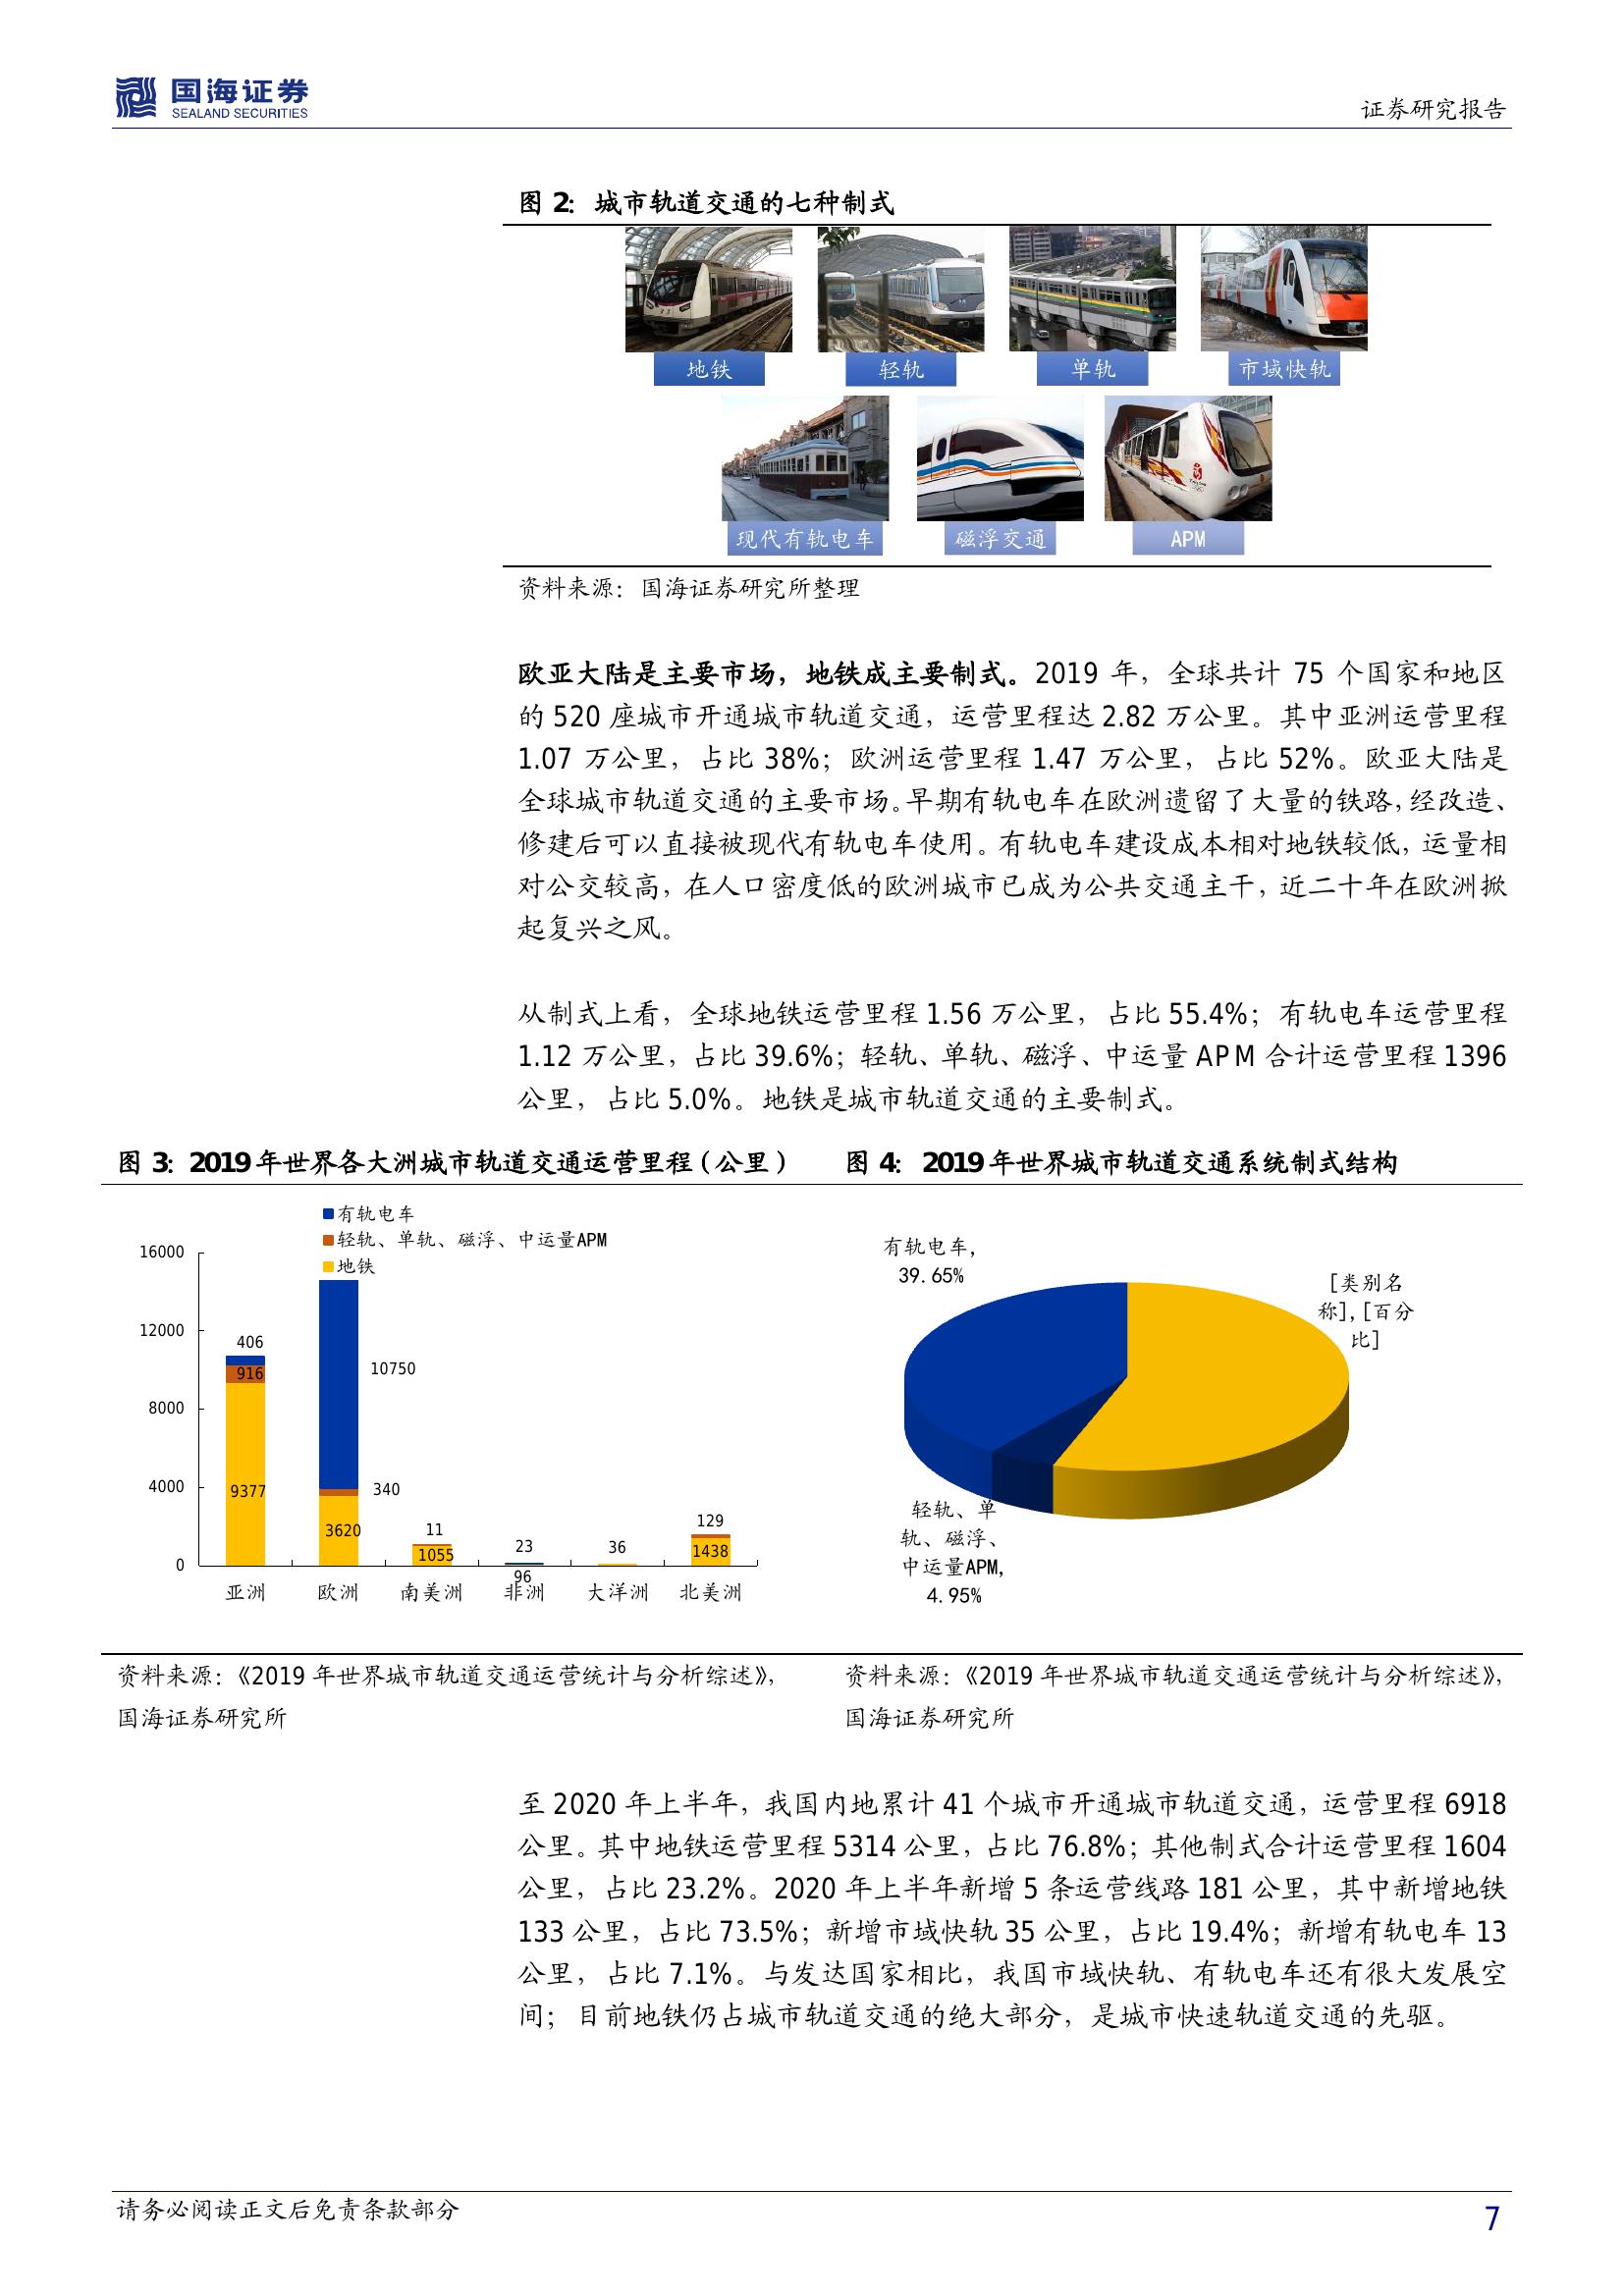 国海证券
SEALAND SECURITIES
证券研究报告
图 2: 城市轨道交通的七种制式
地铁
轻轨
单轨
市域快轨
现代有轨电车
磁浮交通
APM
资料来源：国海证券研究所整理
欧亚大陆是主要市场，地铁成主要制式。2019 年，全球共计 75 个国家和地区
的 520 座城市开通城市轨道交通，运营里程达 2.82 万公里。其中亚洲运营里程
1.07 万公里，占比 38%；欧洲运营里程 1.47 万公里，占比 52%。欧亚大陆是
全球城市轨道交通的主要市场。早期有轨电车在欧洲遗留了大量的铁路，经改造、
修建后可以直接被现代有轨电车使用。有轨电车建设成本相对地铁较低，运量相
对公交较高，在人口密度低的欧洲城市已成为公共交通主干，近二十年在欧洲掀
起复兴之风。
从制式上看，全球地铁运营里程 1.56 万公里，占比 55.4%；有轨电车运营里程
1.12 万公里，占比 39.6%；轻轨、单轨、磁浮、中运量 APM 合计运营里程 1396
公里，占比 5.0%。地铁是城市轨道交通的主要制式。
图 3: 2019 年世界各大洲城市轨道交通运营里程（公里）
有轨电车
轻轨、单轨、磁浮、中运量APM
地铁
16000
12000
8000
4000
0
406
916
9377
10750
340
3620
11
1055
23
96
36
129
1438
亚洲
欧洲
南美洲
非洲
大洋洲
北美洲
资料来源：《2019 年世界城市轨道交通运营统计与分析综述》，
国海证券研究所
图 4: 2019 年世界城市轨道交通系统制式结构
有轨电车,
39.65%
[类别名
称],[百分
比]
轻轨、单
轨、磁浮、
中运量APM,
4.95%
资料来源：《2019 年世界城市轨道交通运营统计与分析综述》，
国海证券研究所
至 2020 年上半年，我国内地累计 41 个城市开通城市轨道交通，运营里程 6918
公里。其中地铁运营里程 5314 公里，占比 76.8%；其他制式合计运营里程 1604
公里，占比 23.2%。2020 年上半年新增 5 条运营线路 181 公里，其中新增地铁
133 公里，占比 73.5%；新增市域快轨 35 公里，占比 19.4%；新增有轨电车 13
公里，占比 7.1%。与发达国家相比，我国市域快轨、有轨电车还有很大发展空
间；目前地铁仍占城市轨道交通的绝大部分，是城市快速轨道交通的先驱。
请务必阅读正文后免责条款部分
7